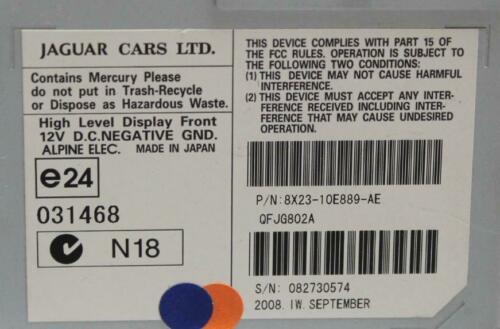 JAGUAR CARS LTD.
Contains Mercury Please
do not put in Trash-Recycle
or Dispose as Hazardous Waste.
High Level Display Front
12V D.C.NEGATIVE GND.
ALPINE ELEC. MADE IN JAPAN
e24
031468
N18
THIS DEVICE COMPLIES WITH PART 15 OF
THE FCC RULES. OPERATION IS SUBJECT TO
THE FOLLOWING TWO CONDITIONS:
(1) THIS DEVICE MAY NOT CAUSE HARMFUL
INTERFERENCE.
(2) THIS DEVICE MUST ACCEPT ANY INTER-
FERENCE RECEIVED INCLUDING INTER-
FERENCE THAT MAY CAUSE UNDESIRED
OPERATION.
P/N:8X23-10E889-AE
QFJG802A
S/N: 082730574
2008. IW. SEPTEMBER